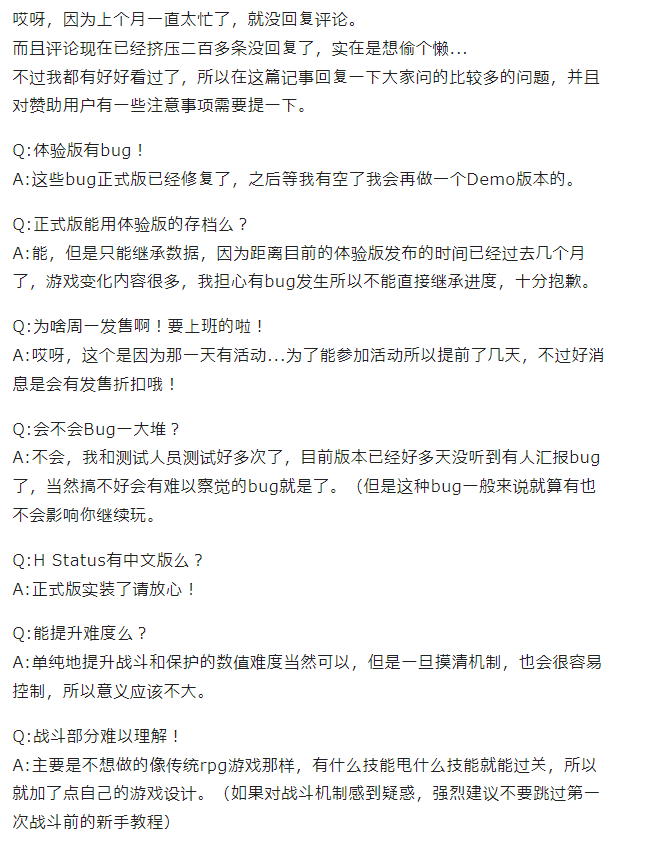 哎呀，因为上个月一直太忙了，就没回复评论。
而且评论现在已经挤压二百多条没回复了，实在是想偷个懒...
不过我都有好好看过了，所以在这篇记事回复一下大家问的比较多的问题，并且
对赞助用户有一些注意事项需要提一下。
Q:体验版有bug！
A:这些bug正式版已经修复了，之后等我有空了我会再做一个Demo版本的。
Q:正式版能用体验版的存档么？
A:能，但是只能继承数据，因为距离目前的体验版发布的时间已经过去几个月
了，游戏变化内容很多，我担心有bug发生所以不能直接继承进度，十分抱歉。
Q:为啥周一发售啊！要上班的啦！
A:哎呀，这个是因为那一天有活动...为了能参加活动所以提前了几天，不过好消
息是会有发售折扣哦！
Q:会不会Bug一大堆？
A:不会，我和测试人员测试好多次了，目前版本已经好多天没听到有人汇报bug
了，当然搞不好会有难以察觉的bug就是了。（但是这种bug一般来说就算有也
不会影响你继续玩。
Q:H Status有中文版么？
A:正式版实装了请放心！
Q:能提升难度么？
A:单纯地提升战斗和保护的数值难度当然可以，但是一旦摸清机制，也会很容易
控制，所以意义应该不大。
Q:战斗部分难以理解！
A:主要是不想做的像传统rpg游戏那样，有什么技能甩什么技能就能过关，所以
就加了点自己的游戏设计。（如果对战斗机制感到疑惑，强烈建议不要跳过第一
次战斗前的新手教程）